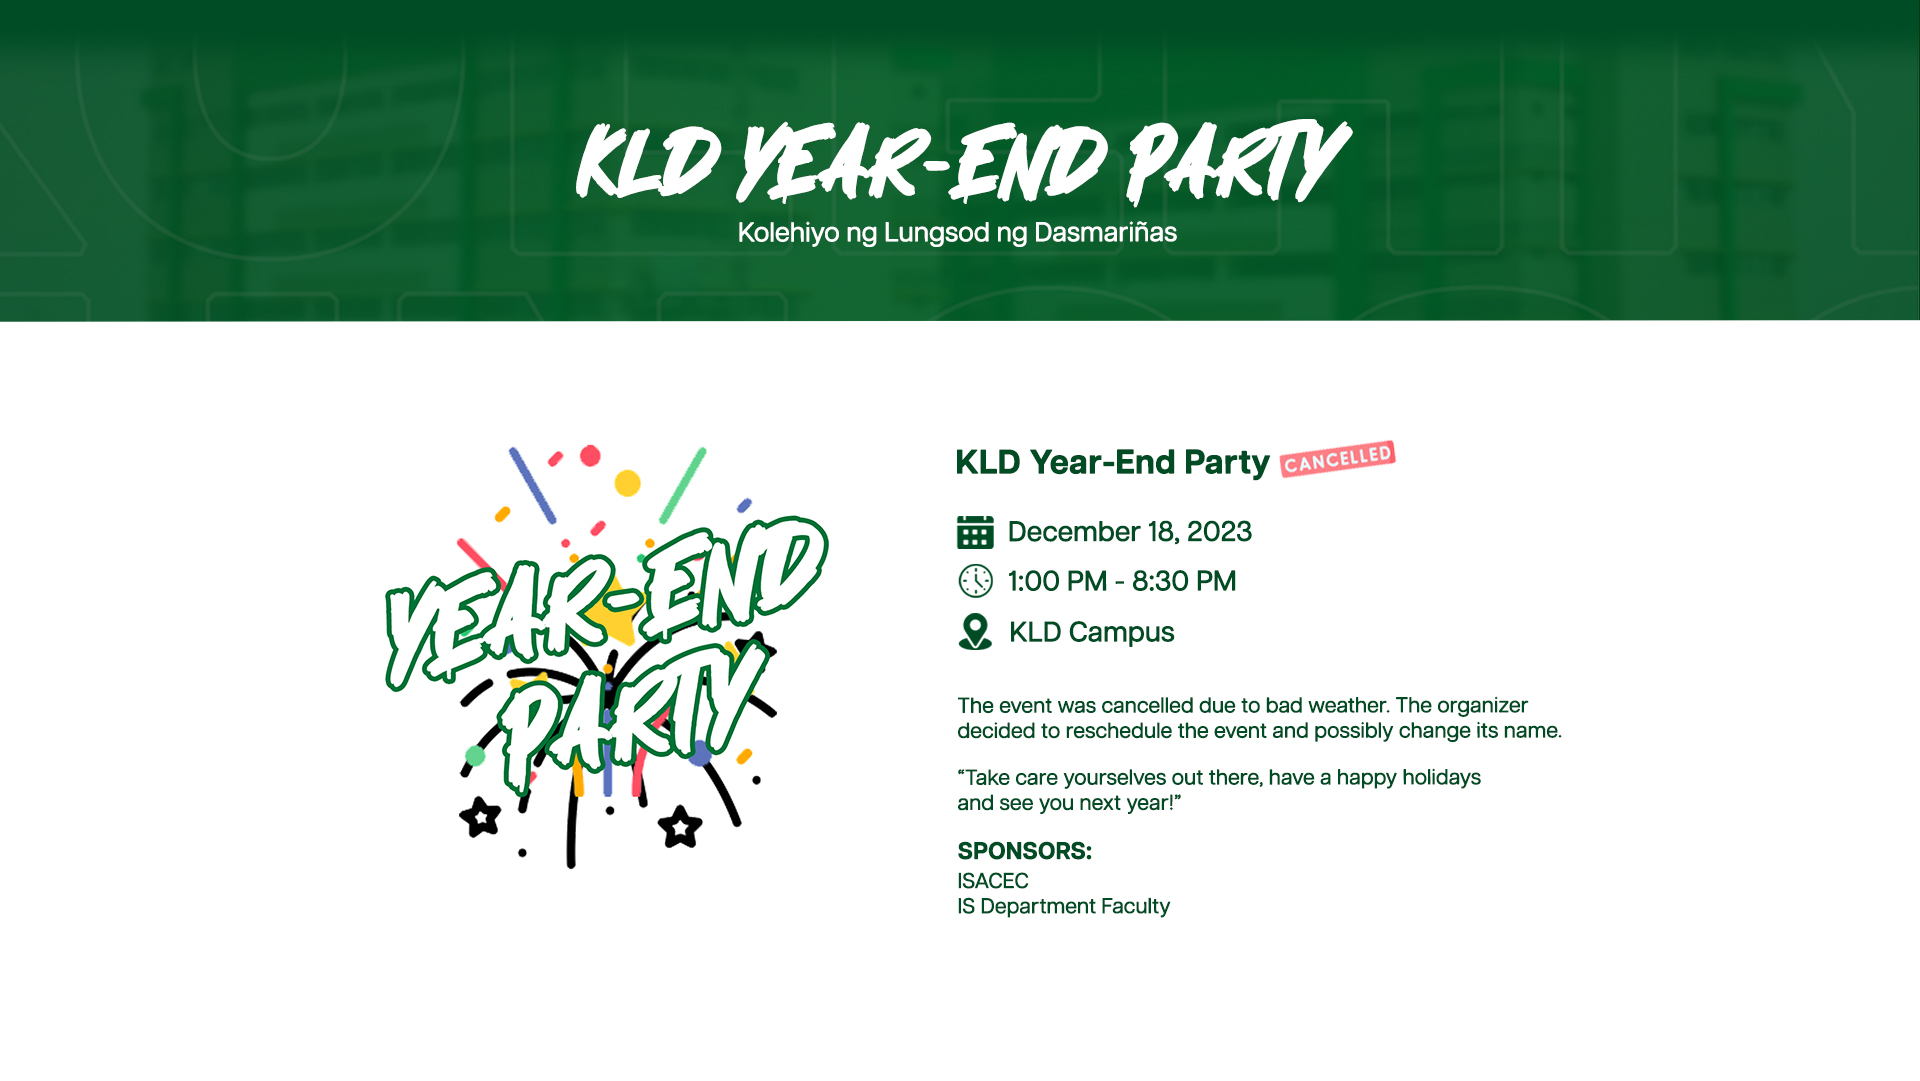 KLD YEAR-END PARTY
Kolehiyo ng Lungsod ng Dasmariñas
YEAR-END
PARTY
KLD Year-End Party CANCELLED
December 18, 2023
1:00 PM - 8:30 PM
KLD Campus
The event was cancelled due to bad weather. The organizer
decided to reschedule the event and possibly change its name.
“Take care yourselves out there, have a happy holidays
and see you next year!”
SPONSORS:
ISACEC
IS Department Faculty